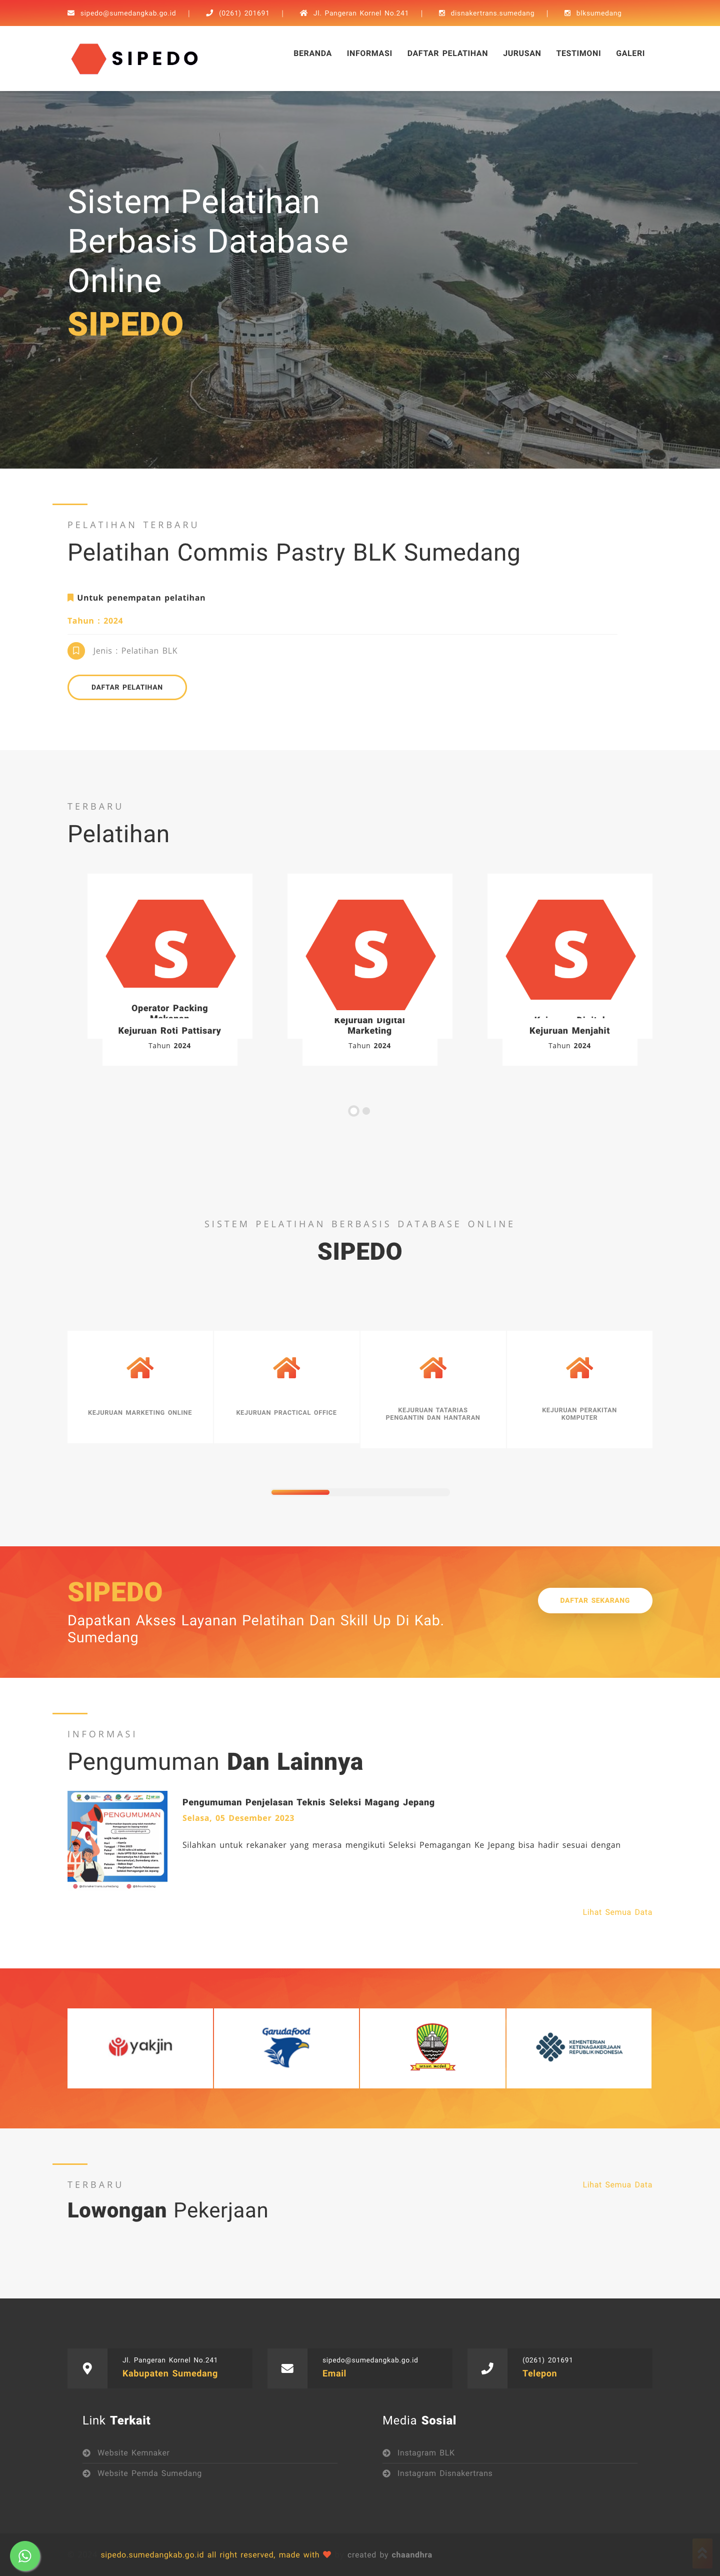 sipedo@sumedangkab.go.id | (0261) 201691 | Jl. Pangeran Kornel No.241 | disnakertrans.sumedang | blksumedang
SIPEDO
BERANDA INFORMASI DAFTAR PELATIHAN JURUSAN TESTIMONI GALERI
Sistem Pelatihan
Berbasis Database
Online
SIPEDO
PELATIHAN TERBARU
Pelatihan Commis Pastry BLK Sumedang
Untuk penempatan pelatihan
Tahun : 2024
Jenis : Pelatihan BLK
DAFTAR PELATIHAN
TERBARU
Pelatihan
S
Operator Packing
Kejuruan Roti Pattisary
Tahun 2024
S
Kejuruan Digital
Marketing
Tahun 2024
S
Kejuruan Menjahit
Tahun 2024
SISTEM PELATIHAN BERBASIS DATABASE ONLINE
SIPEDO
KEJURUAN MARKETING ONLINE
KEJURUAN PRACTICAL OFFICE
KEJURUAN TATARIAS
PENGANTIN DAN HANTARAN
KEJURUAN PERAKITAN
KOMPUTER
SIPEDO
Dapatkan Akses Layanan Pelatihan Dan Skill Up Di Kab.
Sumedang
DAFTAR SEKARANG
INFORMASI
Pengumuman Dan Lainnya
PENGUMUMAN
Pengumuman Penjelasan Teknis Seleksi Magang Jepang
Selasa, 05 Desember 2023
Silahkan untuk rekanaker yang merasa mengikuti Seleksi Pemagangan Ke Jepang bisa hadir sesuai dengan
Lihat Semua Data
yakjin
Garudafood
KEMENTERIAN
KETENAGAKERJAAN
REPUBLIK INDONESIA
TERBARU
Lihat Semua Data
Lowongan Pekerjaan
Jl. Pangeran Kornel No.241
Kabupaten Sumedang
sipedo@sumedangkab.go.id
Email
(0261) 201691
Telepon
Link Terkait
Website Kemnaker
Website Pemda Sumedang
Media Sosial
Instagram BLK
Instagram Disnakertrans
sipedo.sumedangkab.go.id all right reserved, made with ❤ created by chaandhra